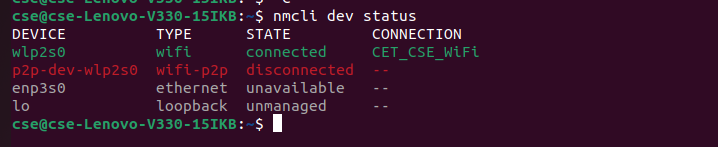 cse@cse-Lenovo-V330-15IKB:~$ nmcli dev status
DEVICE TYPE STATE CONNECTION
wlp2s0 wifi connected CET_CSE_WiFi
p2p-dev-wlp2s0 wifi-p2p disconnected --
enp3s0 ethernet unavailable --
lo loopback unmanaged --
cse@cse-Lenovo-V330-15IKB:~$